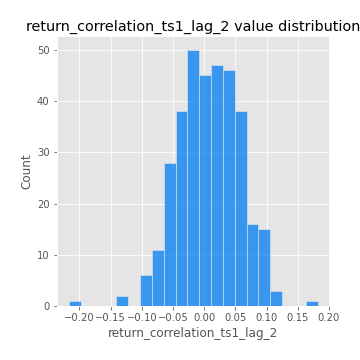 return_correlation_ts1_lag_2 value distribution
50
40
30
20
10
0
Count
−0.20 −0.15 −0.10 −0.05 0.00 0.05 0.10 0.15 0.20
return_correlation_ts1_lag_2